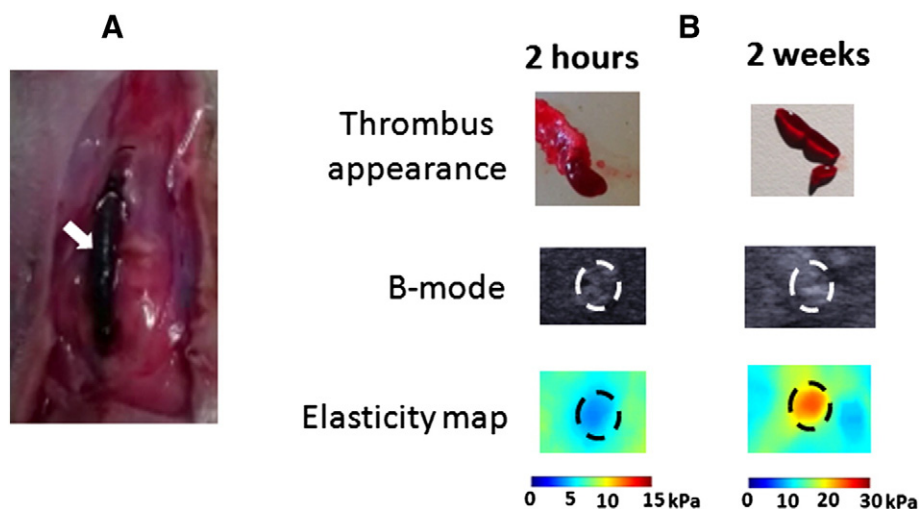 A
B
2 hours
2 weeks
Thrombus
appearance
B-mode
Elasticity map
0 5 10 15 kPa
0 10 20 30 kPa